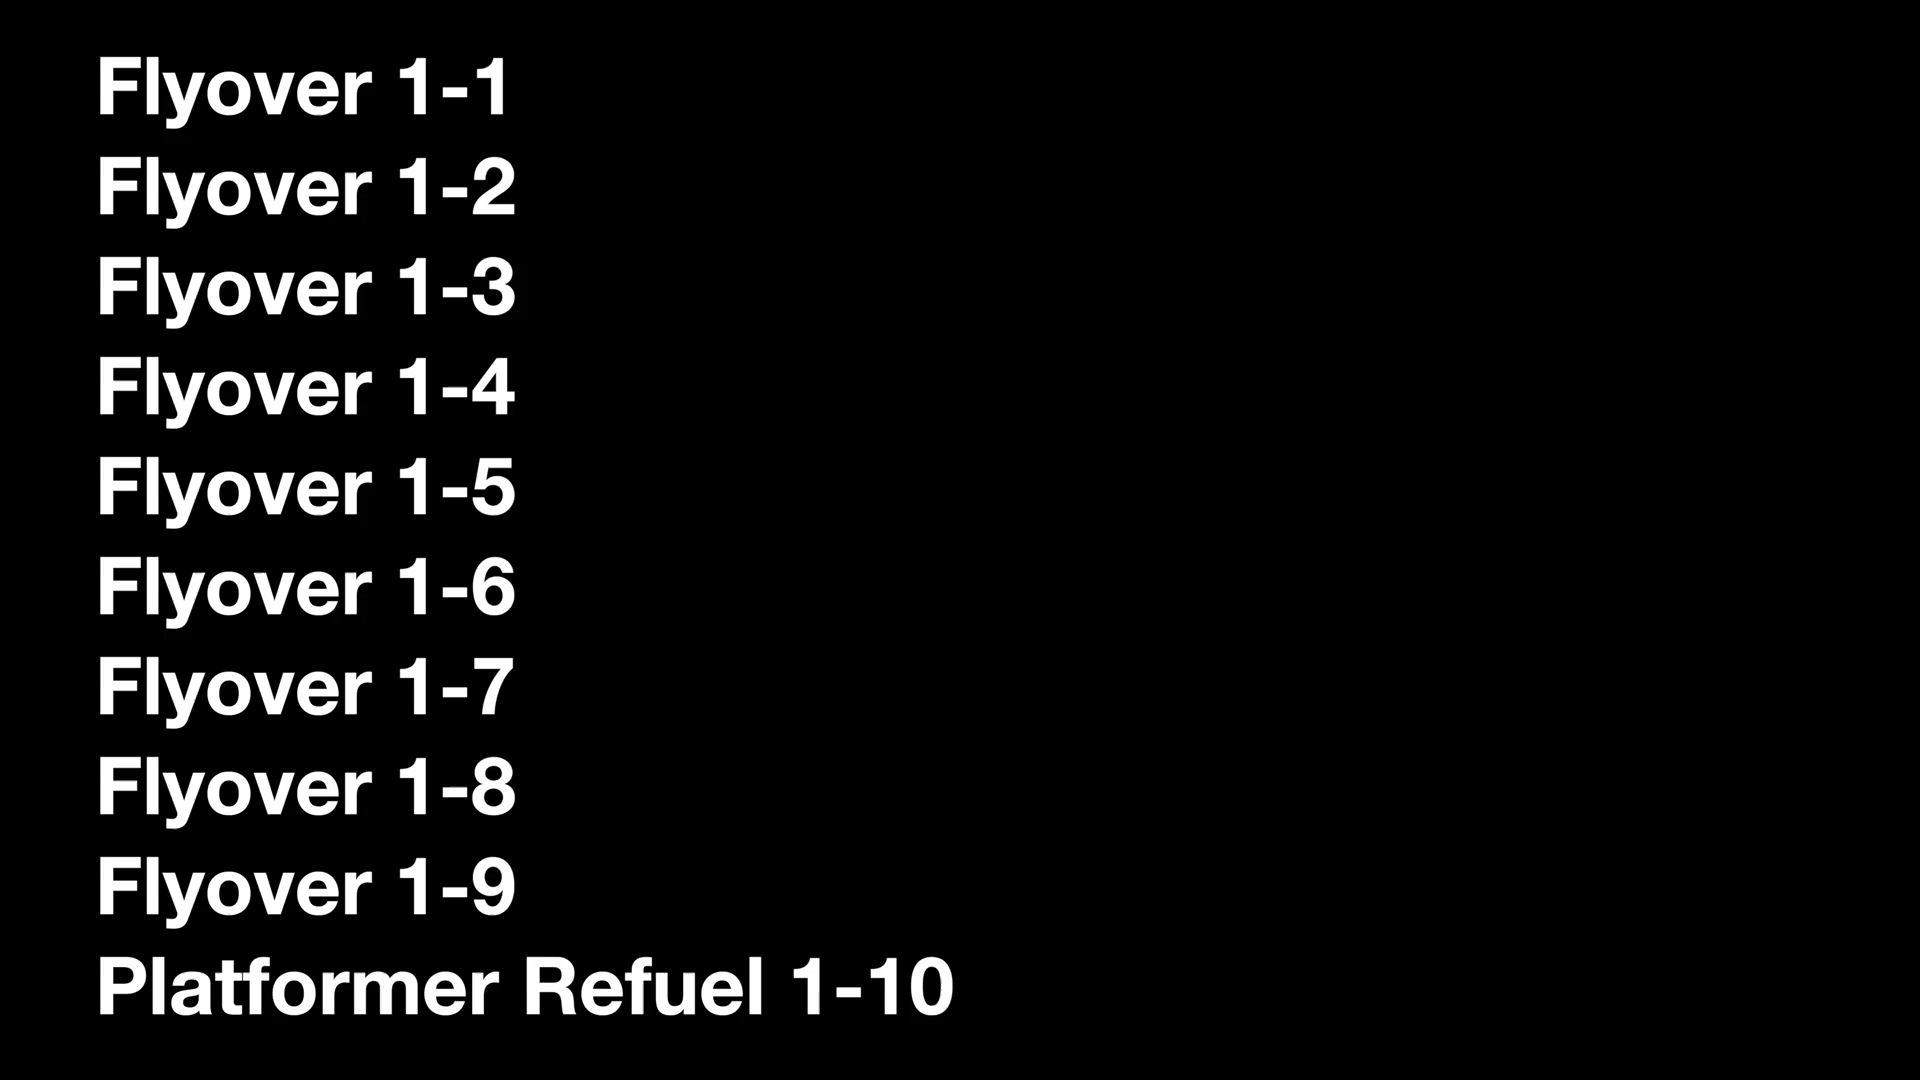 Flyover 1-1
Flyover 1-2
Flyover 1-3
Flyover 1-4
Flyover 1-5
Flyover 1-6
Flyover 1-7
Flyover 1-8
Flyover 1-9
Platformer Refuel 1-10